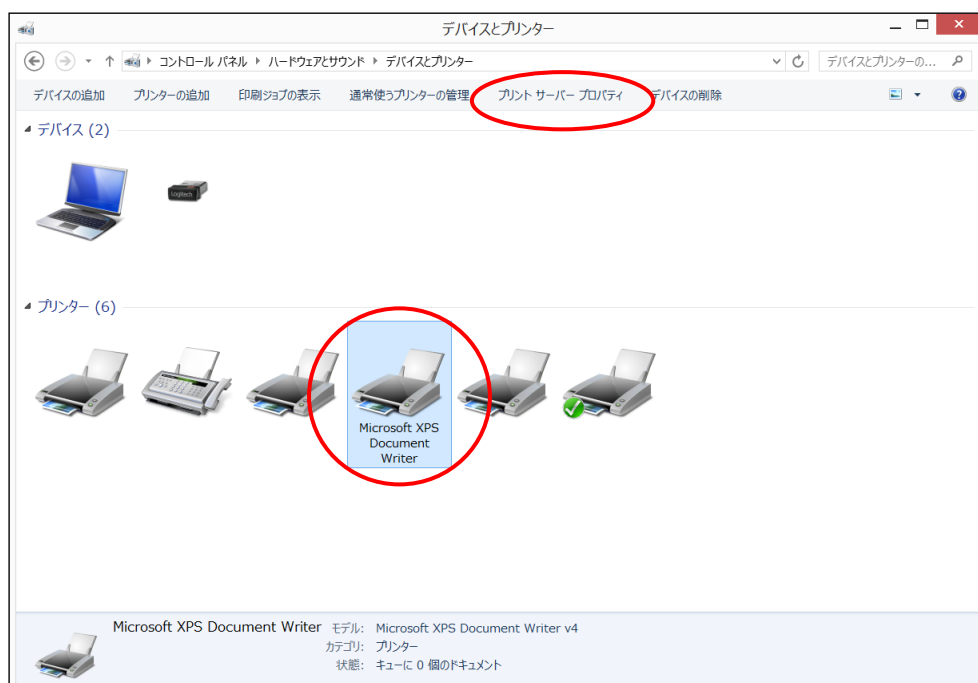 デバイスとプリンター
コントロール パネル ハードウェアとサウンド デバイスとプリンター デバイスとプリンターの...
デバイスの追加 プリンターの追加 印刷ジョブの表示 通常使うプリンターの管理 プリント サーバー プロパティ デバイスの削除
デバイス (2)
Logitech
プリンター (6)
Microsoft XPS
Document
Writer
Microsoft XPS Document Writer モデル: Microsoft XPS Document Writer v4
カテゴリ: プリンター
状態: キューに 0 個のドキュメント